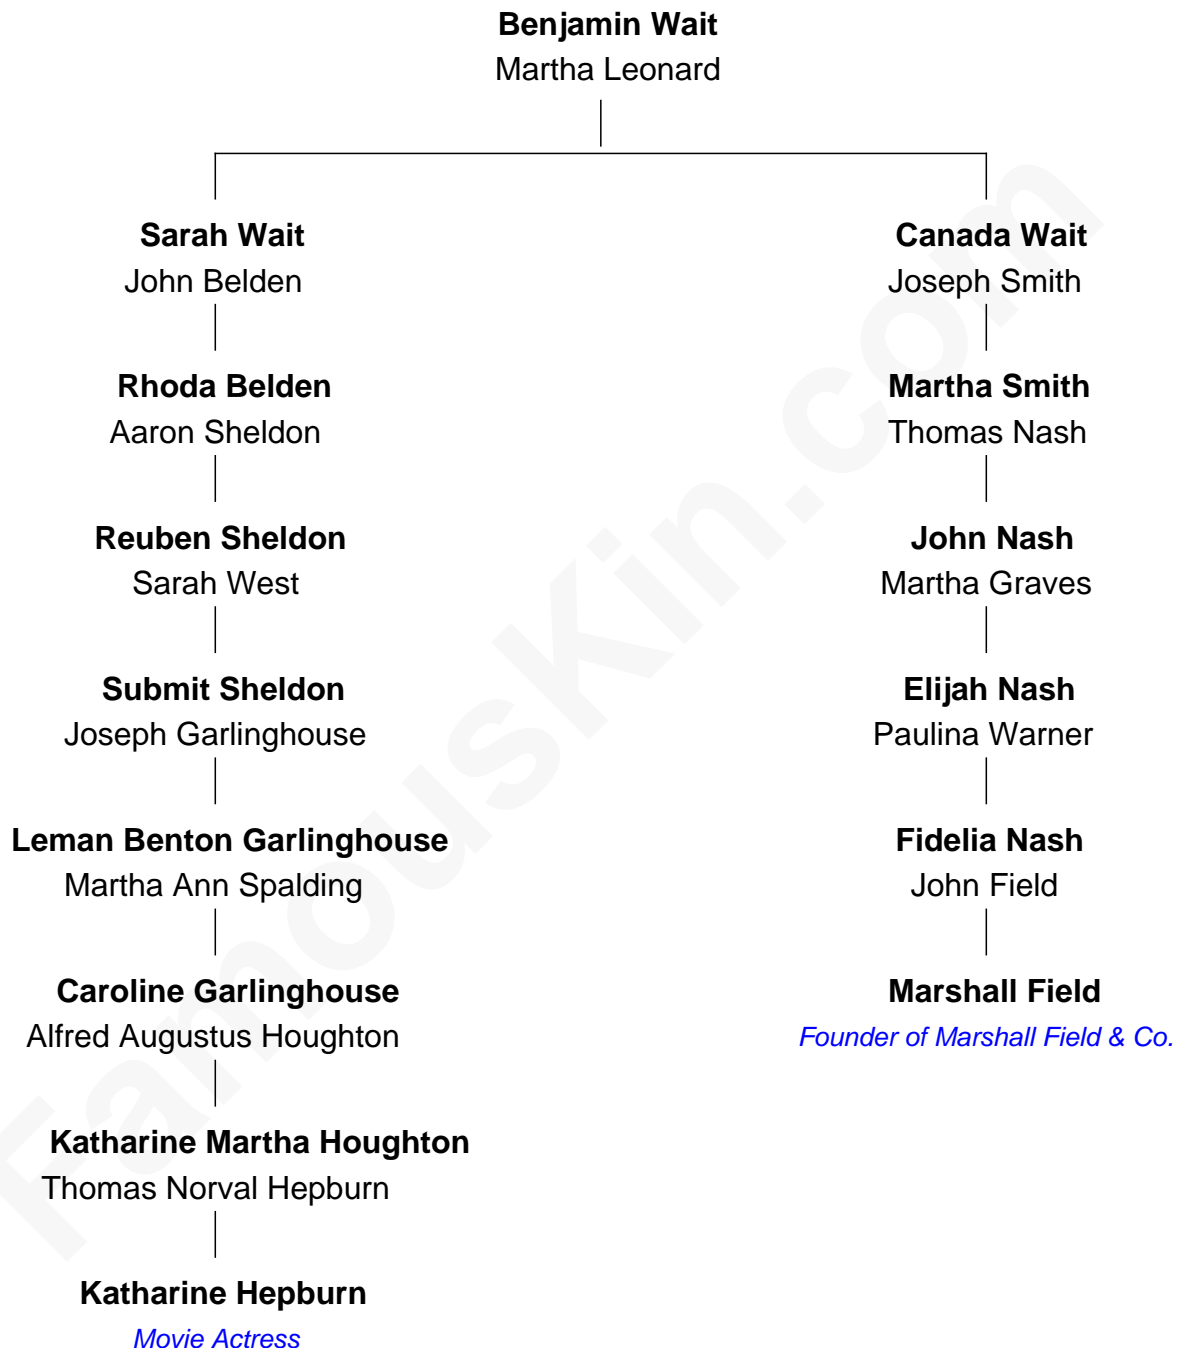 Benjamin Wait
Martha Leonard
Sarah Wait
John Belden
Canada Wait
Joseph Smith
Rhoda Belden
Aaron Sheldon
Martha Smith
Thomas Nash
Reuben Sheldon
Sarah West
John Nash
Martha Graves
Submit Sheldon
Joseph Garlinghouse
Elijah Nash
Paulina Warner
Leman Benton Garlinghouse
Martha Ann Spalding
Fidelia Nash
John Field
Caroline Garlinghouse
Alfred Augustus Houghton
Marshall Field
Founder of Marshall Field & Co.
Katharine Martha Houghton
Thomas Norval Hepburn
Katharine Hepburn
Movie Actress
FamousKin.com